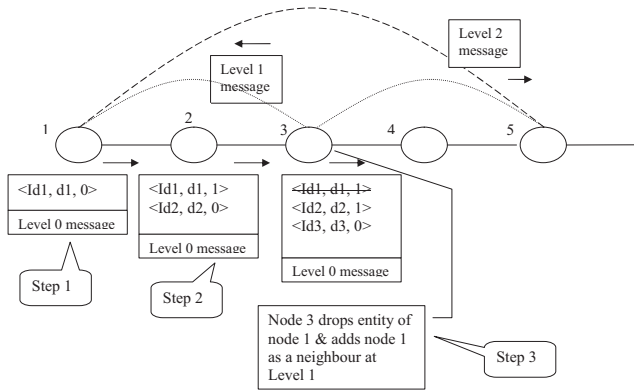 Level 2
message
Level 1
message
1
2
3
4
5
<Id1, d1, 0>
Level 0 message
<Id1, d1, 1>
<Id2, d2, 0>
Level 0 message
<Id1, d1, 1>
<Id2, d2, 1>
<Id3, d3, 0>
Level 0 message
Step 1
Step 2
Node 3 drops entity of
node 1 & adds node 1
as a neighbour at
Level 1
Step 3